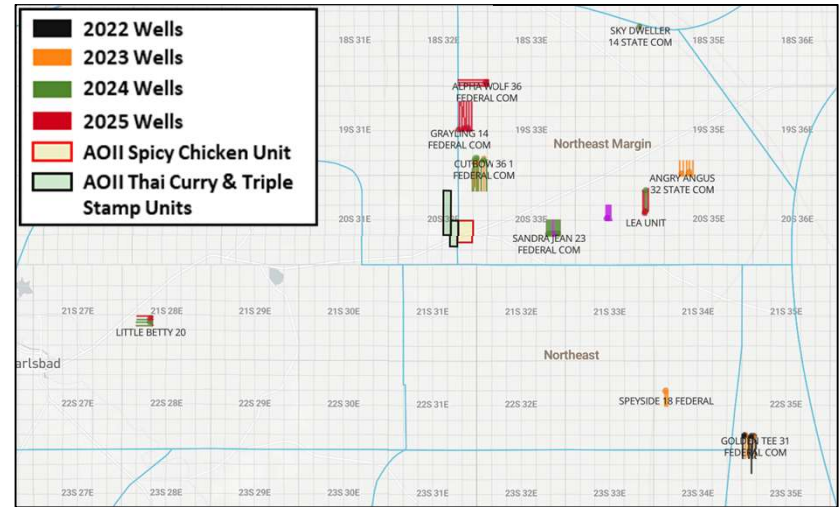 2022 Wells
2023 Wells
2024 Wells
2025 Wells
AOII Spicy Chicken Unit
AOII Thai Curry & Triple
Stamp Units
18S 31E
18S 32E
18S 33E
SKY DWELLER
14 STATE COM
18S 35E
18S 36E
ALPHA WOLF 36
FEDERAL COM
19S 31E
GRAYLING 14
FEDERAL COM
19S 33E
Northeast Margin
19S 35E
19S 36E
CUTBOW 36 1
FEDERAL COM
ANGRY ANGUS
32 STATE COM
20S 31E
20S 32E
20S 33E
SANDRA JEAN 23
FEDERAL COM
LEA UNIT
20S 35E
20S 36E
21S 27E
21S 28E
21S 29E
21S 30E
21S 31E
21S 32E
21S 33E
21S 34E
21S 35E
LITTLE BETTY 20
arlsbad
Northeast
22S 27E
22S 28E
22S 29E
22S 30E
22S 31E
22S 32E
SPEYSIDE 18 FEDERAL
22S 35E
GOLDEN TEE 31
FEDERAL COM
23S 27E
23S 28E
23S 29E
23S 30E
23S 31E
23S 32E
23S 33E
23S 34E
23S 35E